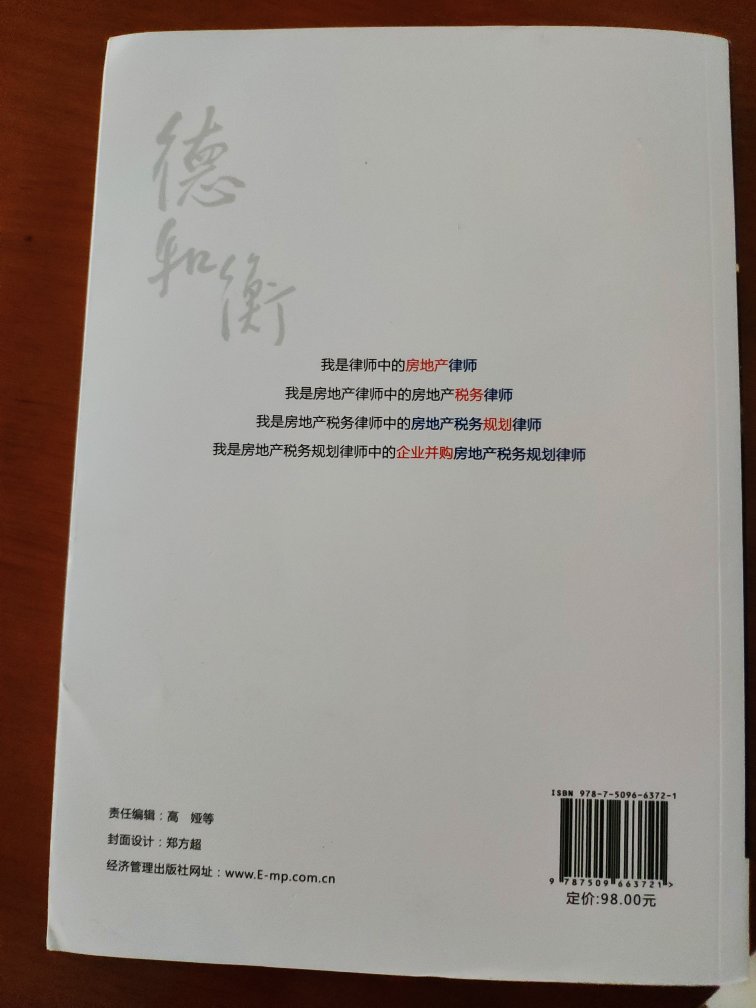 德
和
衡
我是律师中的房地产律师
我是房地产律师中的房地产税务律师
我是房地产税务律师中的房地产税务规划律师
我是房地产税务规划律师中的企业并购房地产税务规划律师
责任编辑：高　娅等
封面设计：郑方超
经济管理出版社网址：www.E-mp.com.cn
ISBN 978-7-5096-6372-1
9 787509 663721 >
定价:98.00元